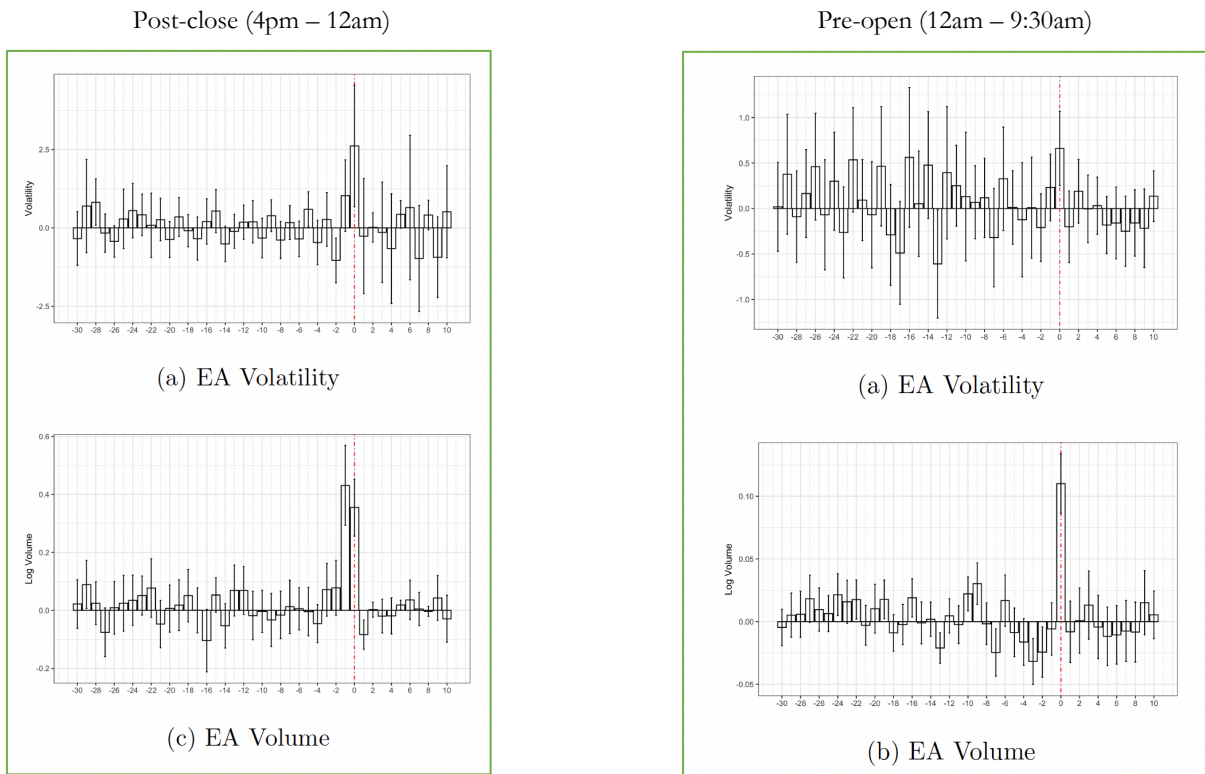 Post-close (4pm – 12am)
Volatility
2.5
0.0
-2.5
-30 -28 -26 -24 -22 -20 -18 -16 -14 -12 -10 -8 -6 -4 -2 0 2 4 6 8 10
(a) EA Volatility
Log Volume
0.6
0.4
0.2
0.0
-0.2
-30 -28 -26 -24 -22 -20 -18 -16 -14 -12 -10 -8 -6 -4 -2 0 2 4 6 8 10
(c) EA Volume
Pre-open (12am – 9:30am)
Volatility
1.0
0.5
0.0
-0.5
-1.0
-30 -28 -26 -24 -22 -20 -18 -16 -14 -12 -10 -8 -6 -4 -2 0 2 4 6 8 10
(a) EA Volatility
Log Volume
0.10
0.05
0.00
-0.05
-30 -28 -26 -24 -22 -20 -18 -16 -14 -12 -10 -8 -6 -4 -2 0 2 4 6 8 10
(b) EA Volume